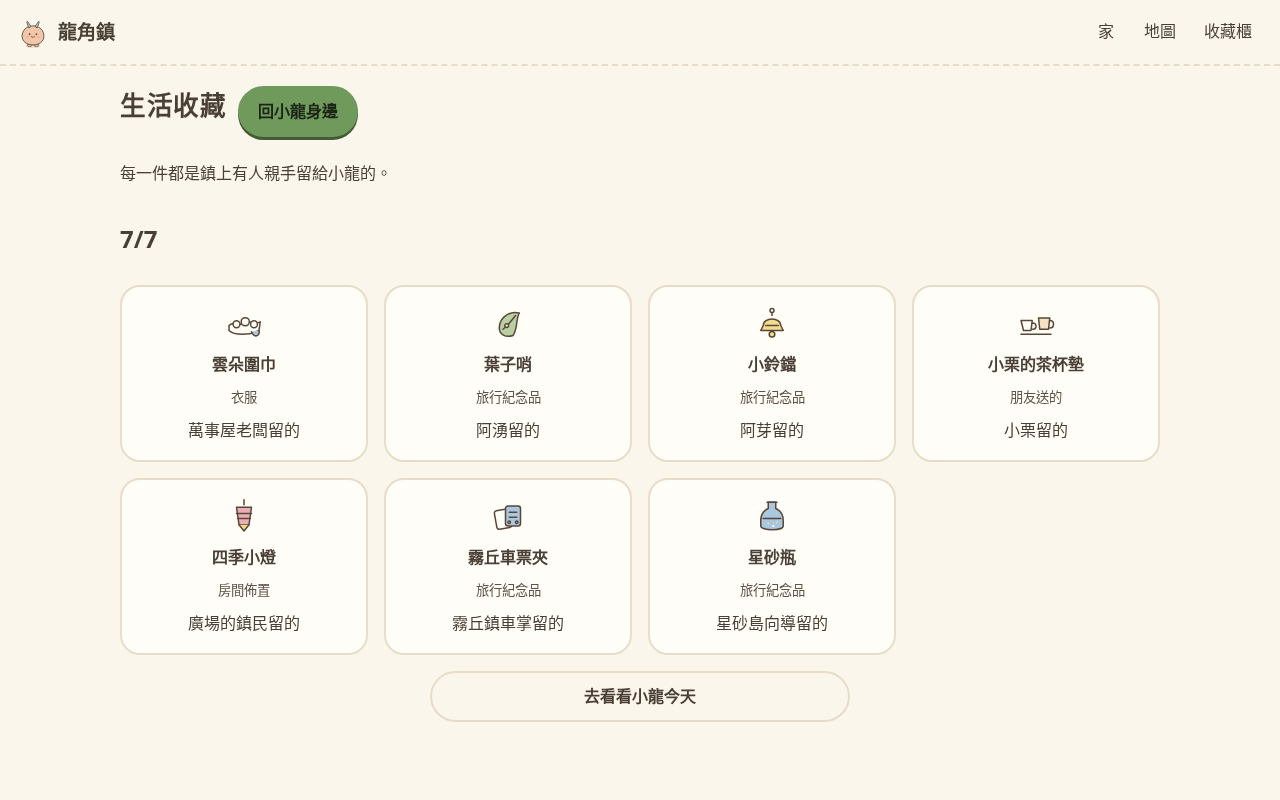 龍角鎮
家
地圖
收藏櫃
生活收藏
回小龍身邊
每一件都是鎮上有人親手留給小龍的。
7/7
雲朵圍巾
衣服
萬事屋老闆留的
葉子哨
旅行紀念品
阿湧留的
小鈴鐺
旅行紀念品
阿芽留的
小栗的茶杯墊
朋友送的
小栗留的
四季小燈
房間佈置
廣場的鎮民留的
霧丘車票夾
旅行紀念品
霧丘鎮車掌留的
星砂瓶
旅行紀念品
星砂島向導留的
去看看小龍今天